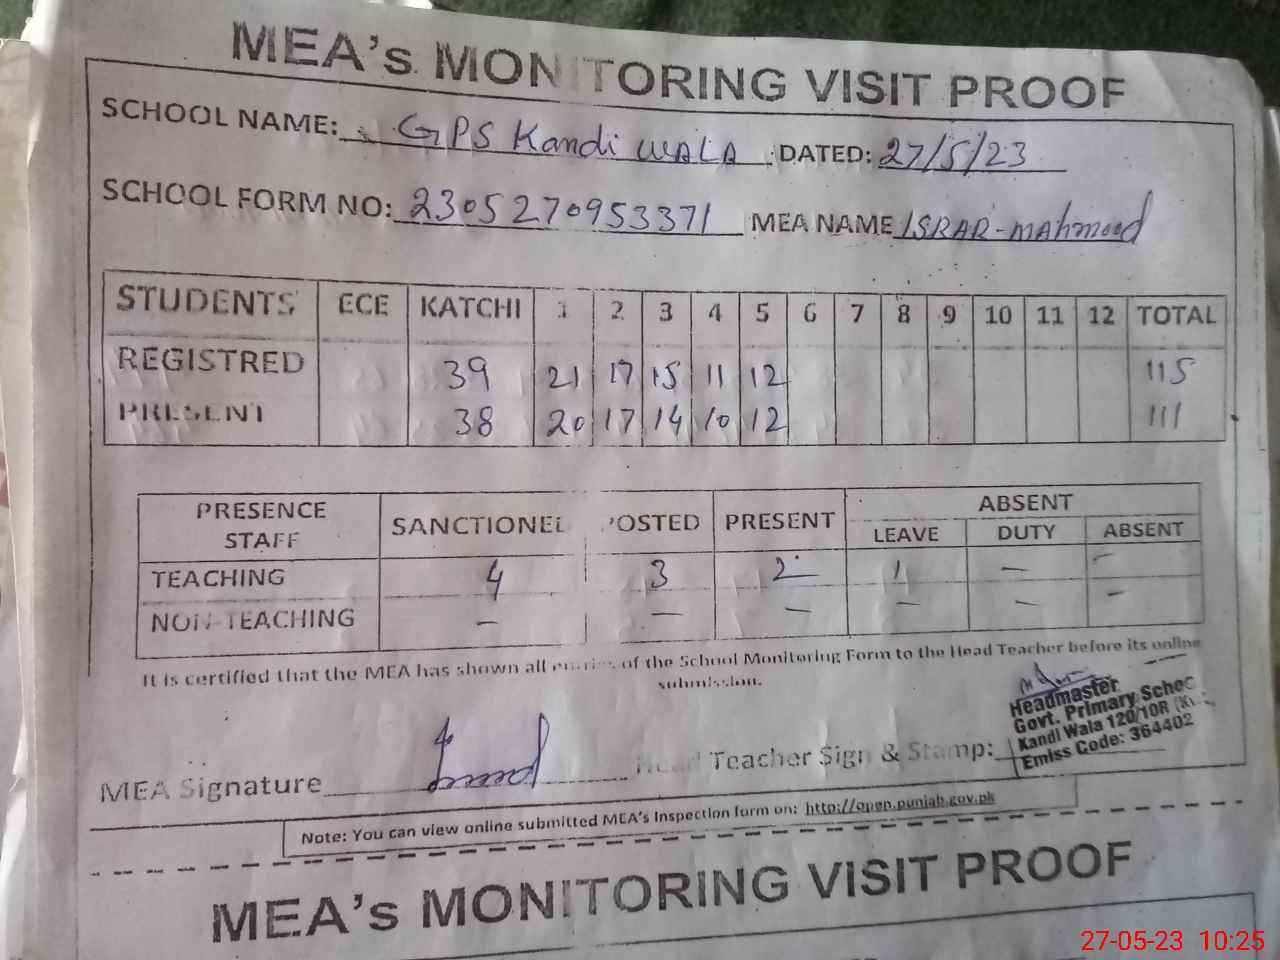 MEA's MONITORING VISIT PROOF
SCHOOL NAME: GPS Kandi WALA DATED: 27/5/23
SCHOOL FORM NO: 2305270953371 MEA NAME ISRAR-mahmood
STUDENTS ECE KATCHI 1 2 3 4 5 6 7 8 9 10 11 12 TOTAL
REGISTRED 39 21 17 15 11 12 115
PRESENT 38 20 17 14 10 12 111
PRESENCE STAFF SANCTIONED POSTED PRESENT ABSENT
LEAVE DUTY ABSENT
TEACHING 4 3 2 1 — —
NON-TEACHING — — — — — —
It is certified that the MEA has shown all entries of the School Monitoring Form to the Head Teacher before its online
submission.
Headmaster
Govt. Primary School
Kandi Wala 120/10R
Emiss Code: 364402
MEA Signature Head Teacher Sign & Stamp:
Note: You can view online submitted MEA's Inspection form on: http://open.punjab.gov.pk
MEA's MONITORING VISIT PROOF
27-05-23 10:25